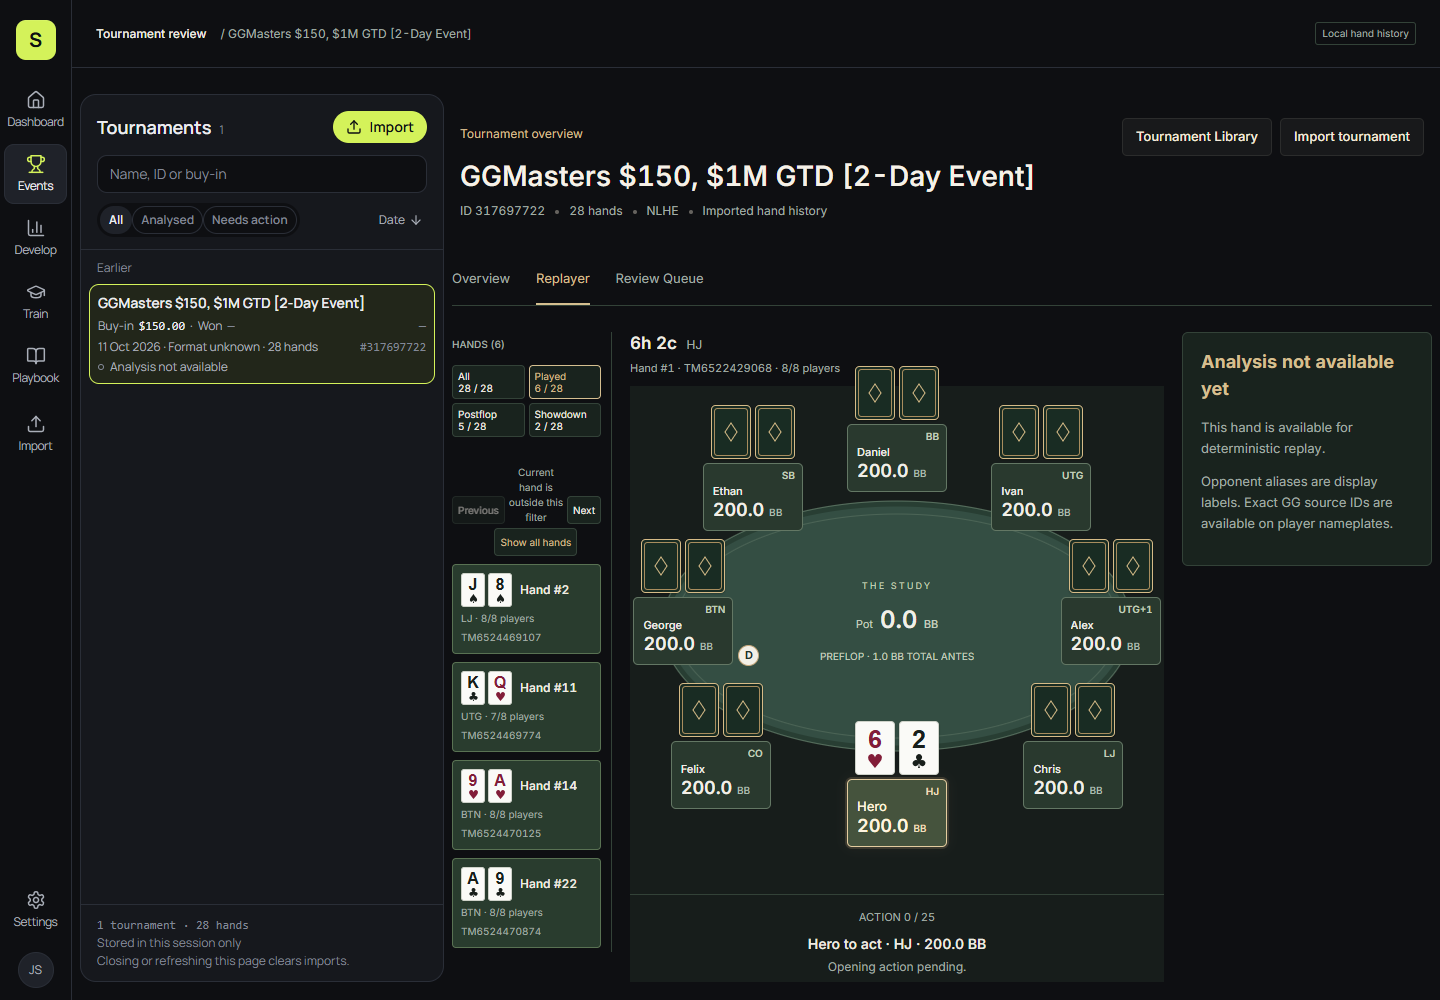 S
Tournament review / GGMasters $150, $1M GTD [2-Day Event]
Local hand history
Dashboard
Events
Develop
Train
Playbook
Import
Settings
JS
Tournaments 1
Import
Name, ID or buy-in
All Analysed Needs action Date ↓
Earlier
GGMasters $150, $1M GTD [2-Day Event]
Buy-in $150.00 · Won — —
11 Oct 2026 · Format unknown · 28 hands #317697722
Analysis not available
1 tournament · 28 hands
Stored in this session only
Closing or refreshing this page clears imports.
Tournament overview
GGMasters $150, $1M GTD [2-Day Event]
ID 317697722 • 28 hands • NLHE • Imported hand history
Tournament Library
Import tournament
Overview Replayer Review Queue
HANDS (6)
All
28 / 28
Played
6 / 28
Postflop
5 / 28
Showdown
2 / 28
Previous
Current
hand is
outside this
filter
Next
Show all hands
J♠ 8♠ Hand #2
LJ · 8/8 players
TM6524469107
K♣ Q♥ Hand #11
UTG · 7/8 players
TM6524469774
9♥ A♥ Hand #14
BTN · 8/8 players
TM6524470125
A♣ 9♣ Hand #22
BTN · 8/8 players
TM6524470874
6h 2c HJ
Hand #1 · TM6522429068 · 8/8 players
BB
Daniel
200.0 BB
SB
Ethan
200.0 BB
UTG
Ivan
200.0 BB
BTN
George
200.0 BB
D
UTG+1
Alex
200.0 BB
THE STUDY
Pot 0.0 BB
PREFLOP · 1.0 BB TOTAL ANTES
CO
Felix
200.0 BB
6♥ 2♣
HJ
Hero
200.0 BB
LJ
Chris
200.0 BB
ACTION 0 / 25
Hero to act · HJ · 200.0 BB
Opening action pending.
Analysis not available
yet
This hand is available for
deterministic replay.
Opponent aliases are display
labels. Exact GG source IDs are
available on player nameplates.